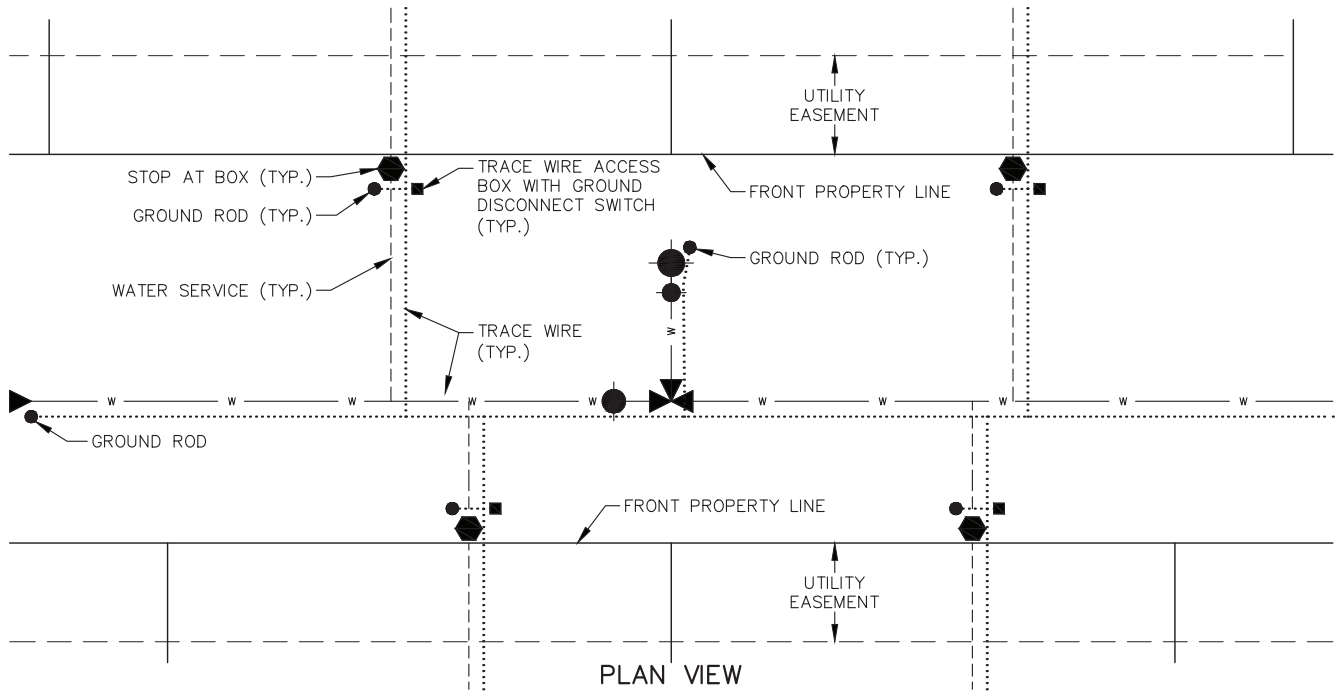 UTILITY
EASEMENT
STOP AT BOX (TYP.)
TRACE WIRE ACCESS
BOX WITH GROUND
DISCONNECT SWITCH
(TYP.)
FRONT PROPERTY LINE
GROUND ROD (TYP.)
GROUND ROD (TYP.)
WATER SERVICE (TYP.)
TRACE WIRE
(TYP.)
W
W W W W W W W W W W
GROUND ROD
FRONT PROPERTY LINE
UTILITY
EASEMENT
PLAN VIEW